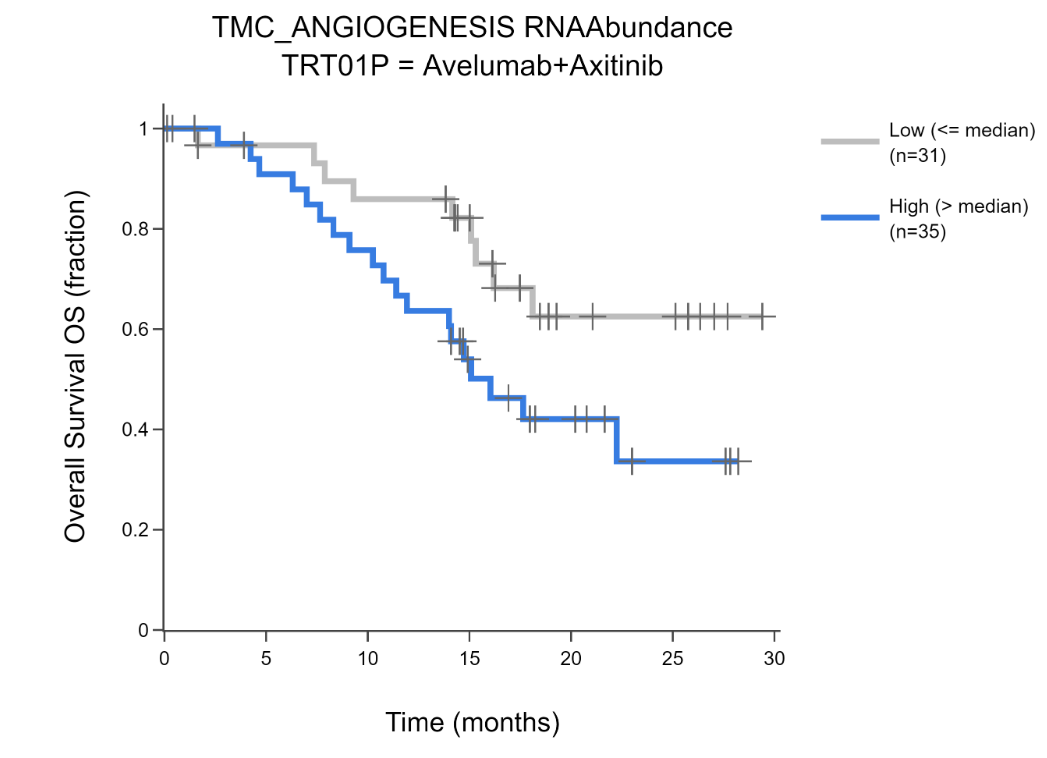 TMC_ANGIOGENESIS RNAAbundance
TRT01P = Avelumab+Axitinib
Low (<= median)
(n=31)
High (> median)
(n=35)
Overall Survival OS (fraction)
1
0.8
0.6
0.4
0.2
0
0 5 10 15 20 25 30
Time (months)